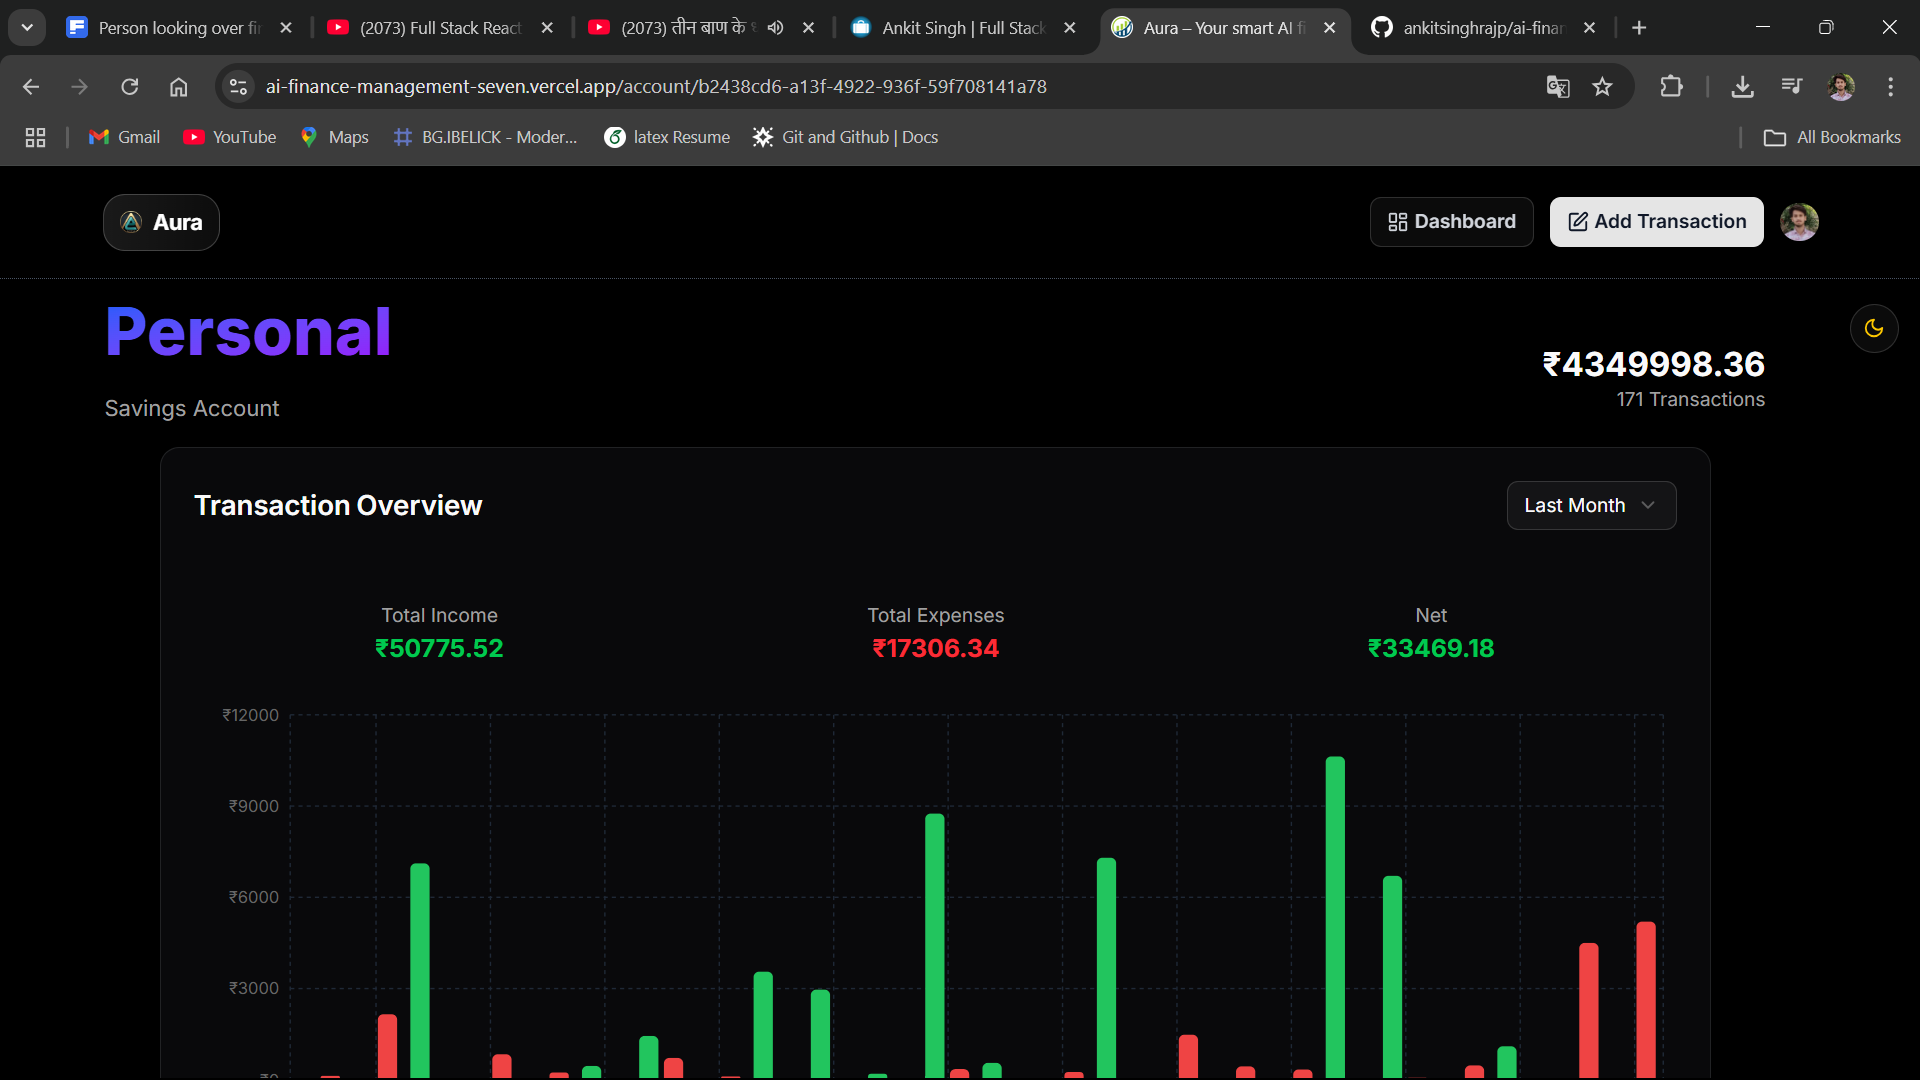 Person looking over fi
(2073) Full Stack React
(2073) तीन बाण के
Ankit Singh | Full Stack
Aura – Your smart AI fi
ankitsinghrajp/ai-finan
ai-finance-management-seven.vercel.app/account/b2438cd6-a13f-4922-936f-59f708141a78
Gmail
YouTube
Maps
BG.IBELICK - Moder...
latex Resume
Git and Github | Docs
All Bookmarks
Aura
Dashboard
Add Transaction
Personal
₹4349998.36
171 Transactions
Savings Account
Transaction Overview
Last Month
Total Income
₹50775.52
Total Expenses
₹17306.34
Net
₹33469.18
₹12000
₹9000
₹6000
₹3000
₹0